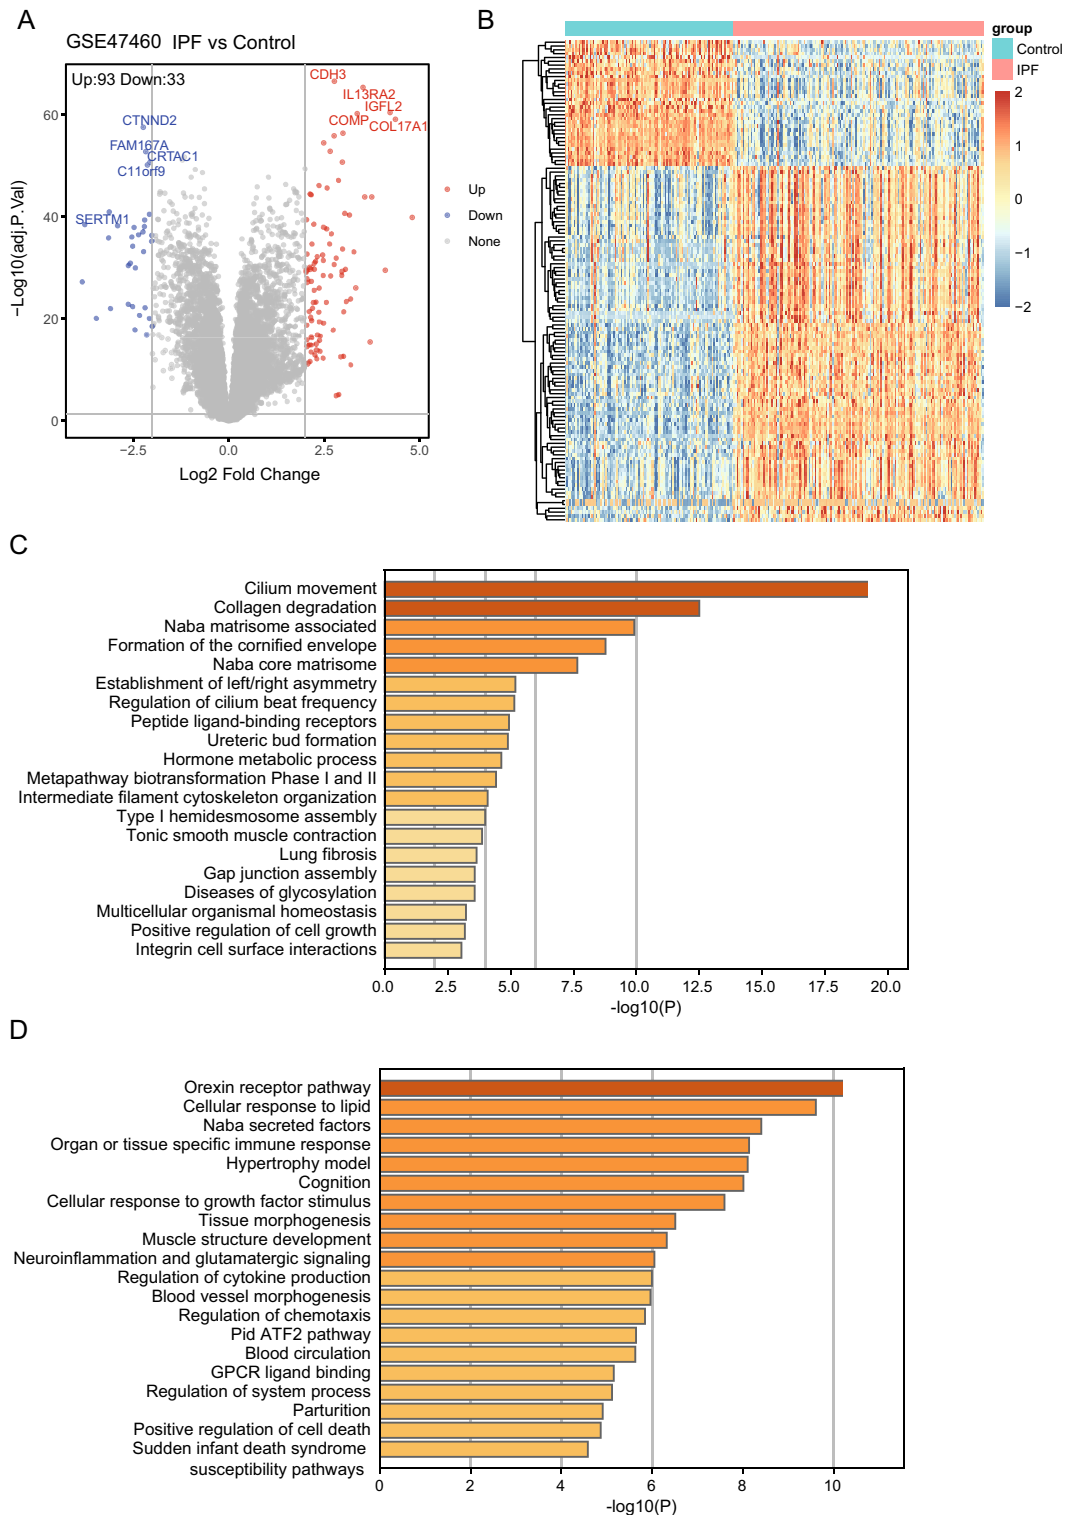 A
GSE47460 IPF vs Control
Up:93 Down:33
CDH3
IL13RA2
IGFL2
COMP
COL17A1
CTNND2
FAM167A
CRTAC1
C11orf9
SERTM1
60
40
20
0
−Log10(adj.P.Val)
−2.5
0.0
2.5
5.0
Log2 Fold Change
Up
Down
None
B
group
Control
IPF
2
1
0
−1
−2
C
Cilium movement
Collagen degradation
Naba matrisome associated
Formation of the cornified envelope
Naba core matrisome
Establishment of left/right asymmetry
Regulation of cilium beat frequency
Peptide ligand-binding receptors
Ureteric bud formation
Hormone metabolic process
Metapathway biotransformation Phase I and II
Intermediate filament cytoskeleton organization
Type I hemidesmosome assembly
Tonic smooth muscle contraction
Lung fibrosis
Gap junction assembly
Diseases of glycosylation
Multicellular organismal homeostasis
Positive regulation of cell growth
Integrin cell surface interactions
0.0 2.5 5.0 7.5 10.0 12.5 15.0 17.5 20.0
-log10(P)
D
Orexin receptor pathway
Cellular response to lipid
Naba secreted factors
Organ or tissue specific immune response
Hypertrophy model
Cognition
Cellular response to growth factor stimulus
Tissue morphogenesis
Muscle structure development
Neuroinflammation and glutamatergic signaling
Regulation of cytokine production
Blood vessel morphogenesis
Regulation of chemotaxis
Pid ATF2 pathway
Blood circulation
GPCR ligand binding
Regulation of system process
Parturition
Positive regulation of cell death
Sudden infant death syndrome
susceptibility pathways
0 2 4 6 8 10
-log10(P)